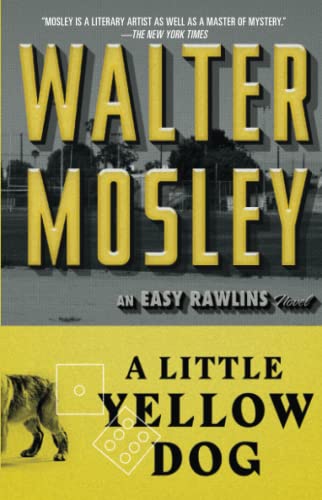 "MOSLEY IS A LITERARY ARTIST AS WELL AS A MASTER OF MYSTERY."
—THE NEW YORK TIMES
WALTER
MOSLEY
AN EASY RAWLINS Novel
A LITTLE
YELLOW
DOG